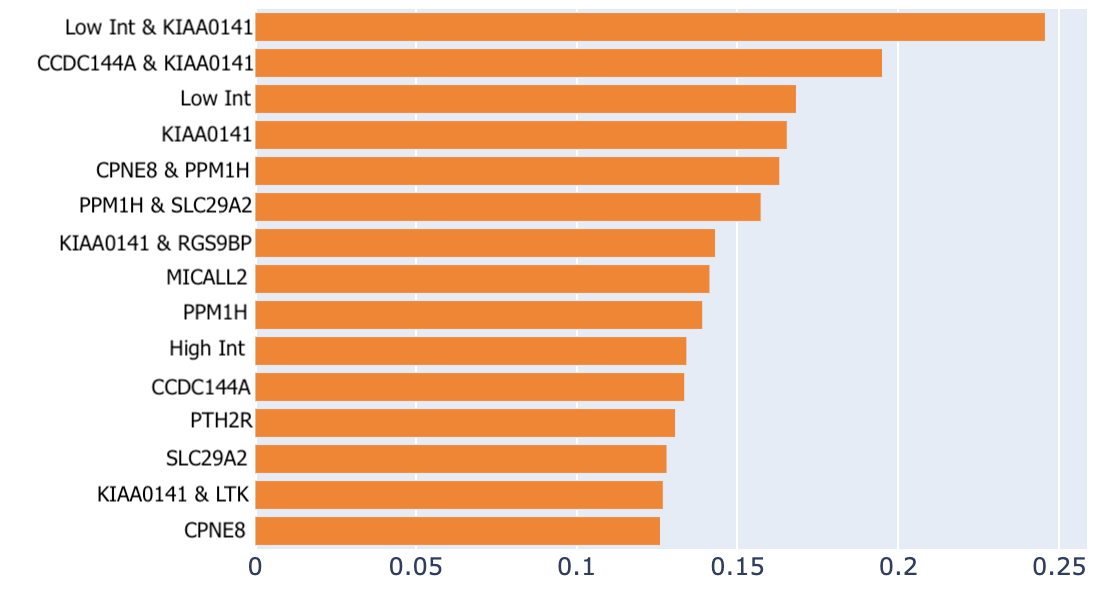 Low Int & KIAA0141
CCDC144A & KIAA0141
Low Int
KIAA0141
CPNE8 & PPM1H
PPM1H & SLC29A2
KIAA0141 & RGS9BP
MICALL2
PPM1H
High Int
CCDC144A
PTH2R
SLC29A2
KIAA0141 & LTK
CPNE8
0 0.05 0.1 0.15 0.2 0.25